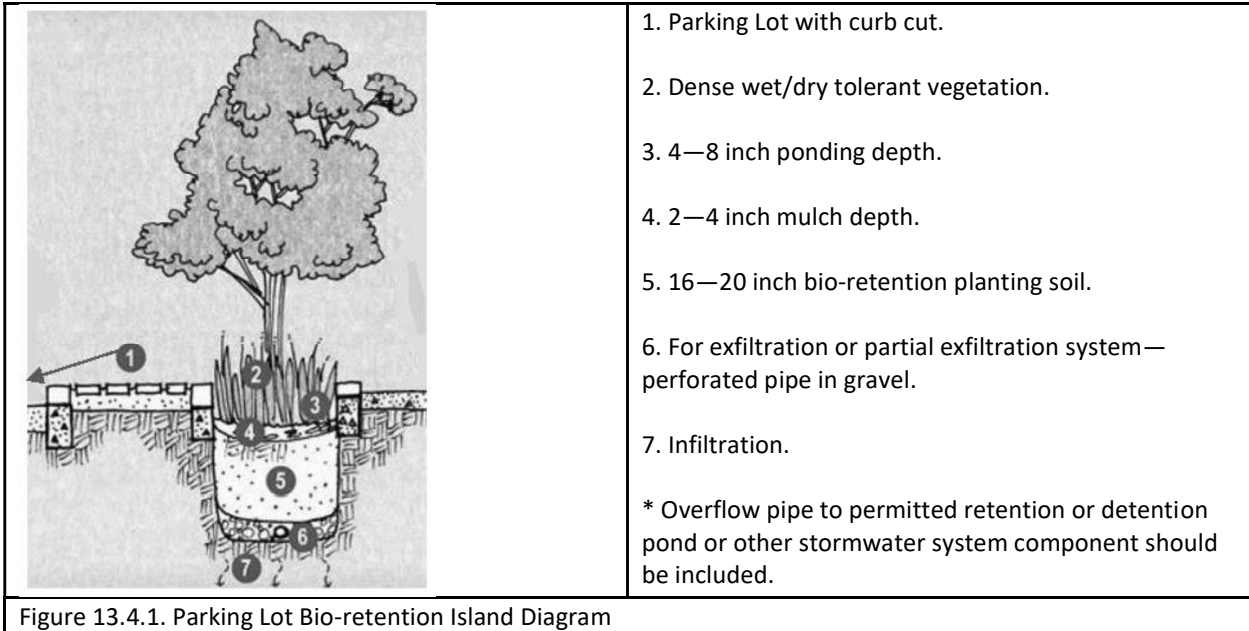 1
2
3
4
5
6
7
1. Parking Lot with curb cut.
2. Dense wet/dry tolerant vegetation.
3. 4—8 inch ponding depth.
4. 2—4 inch mulch depth.
5. 16—20 inch bio-retention planting soil.
6. For exfiltration or partial exfiltration system—
perforated pipe in gravel.
7. Infiltration.
* Overflow pipe to permitted retention or detention
pond or other stormwater system component should
be included.
Figure 13.4.1. Parking Lot Bio-retention Island Diagram